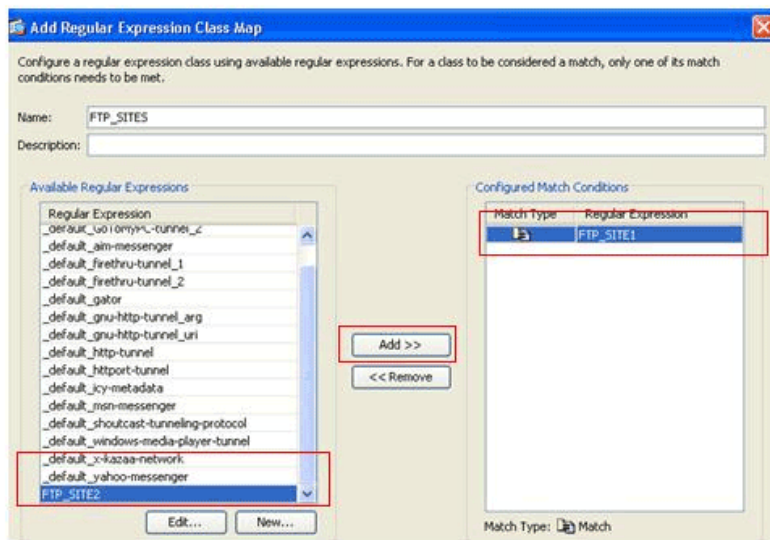 Add Regular Expression Class Map
Configure a regular expression class using available regular expressions. For a class to be considered a match, only one of its match
conditions needs to be met.
Name: FTP_SITES
Description:
Available Regular Expressions
Regular Expression
_default_GoToMyPC-tunnel_2
_default_aim-messenger
_default_firethru-tunnel_1
_default_firethru-tunnel_2
_default_gator
_default_gnu-http-tunnel_arg
_default_gnu-http-tunnel_uri
_default_http-tunnel
_default_httport-tunnel
_default_icy-metadata
_default_msn-messenger
_default_shoutcast-tunneling-protocol
_default_windows-media-player-tunnel
_default_x-kazaa-network
_default_yahoo-messenger
FTP_SITE2
Edit... New...
Add >>
<< Remove
Configured Match Conditions
Match Type Regular Expression
FTP_SITE1
Match Type: Match